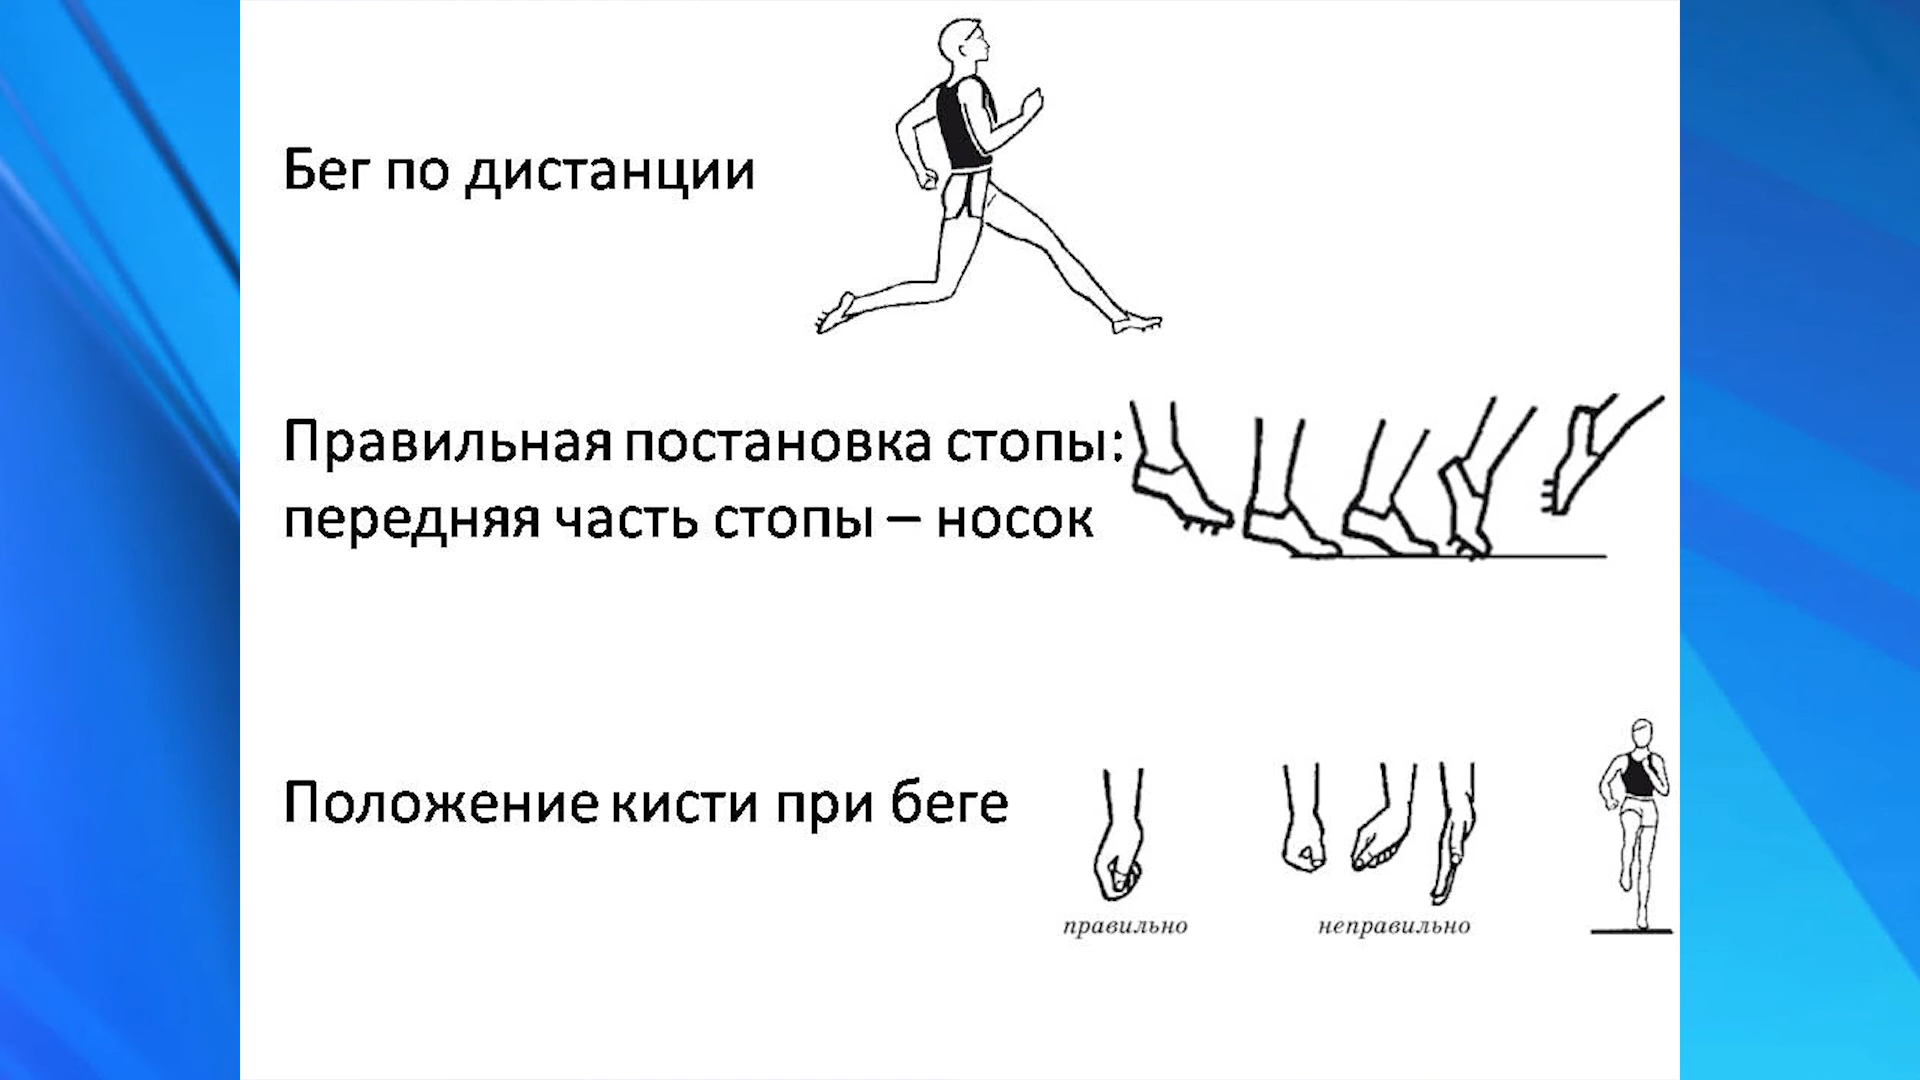 Бег по дистанции
Правильная постановка стопы:
передняя часть стопы – носок
Положение кисти при беге
правильно
неправильно